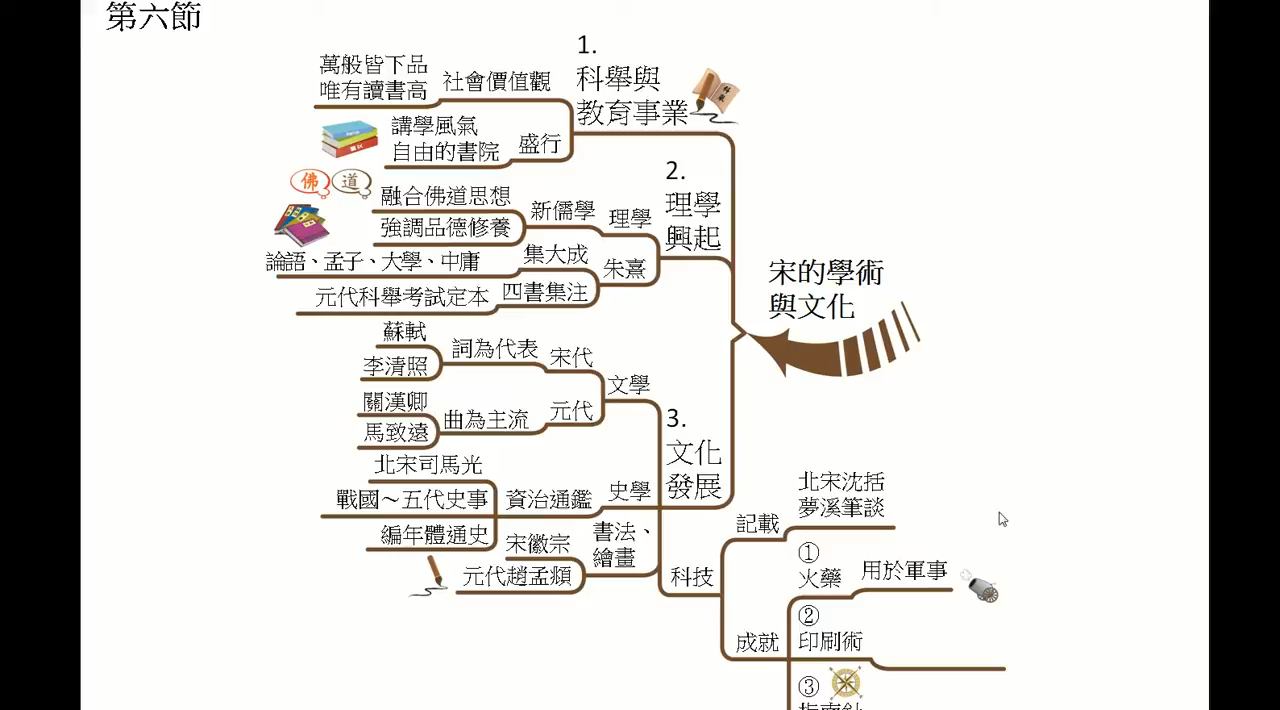 第六節
1.
科舉與
教育事業
社會價值觀
萬般皆下品
唯有讀書高
盛行
講學風氣
自由的書院
2.
理學
興起
理學
新儒學
佛
道
融合佛道思想
強調品德修養
朱熹
集大成
論語、孟子、大學、中庸
四書集注
元代科舉考試定本
宋的學術
與文化
3.
文化
發展
文學
宋代
詞為代表
蘇軾
李清照
元代
曲為主流
關漢卿
馬致遠
史學
資治通鑑
北宋司馬光
戰國～五代史事
編年體通史
書法、
繪畫
宋徽宗
元代趙孟頫
科技
記載
北宋沈括
夢溪筆談
成就
①
火藥
用於軍事
②
印刷術
③
指南針